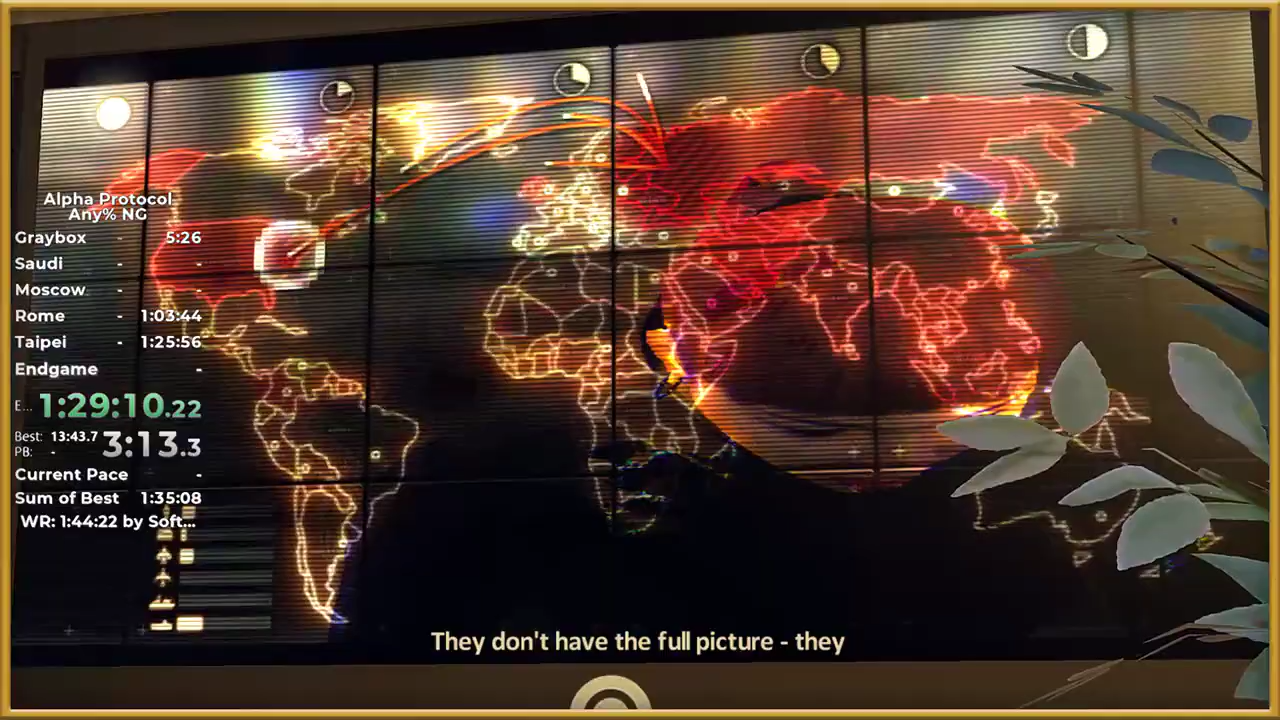 Alpha Protocol
Any% NG
Graybox - 5:26
Saudi - -
Moscow - -
Rome - 1:03:44
Taipei - 1:25:56
Endgame -
E... 1:29:10.22
Best: 13:43.7 3:13.3
PB: -
Current Pace -
Sum of Best 1:35:08
WR: 1:44:22 by Soft...
They don't have the full picture - they